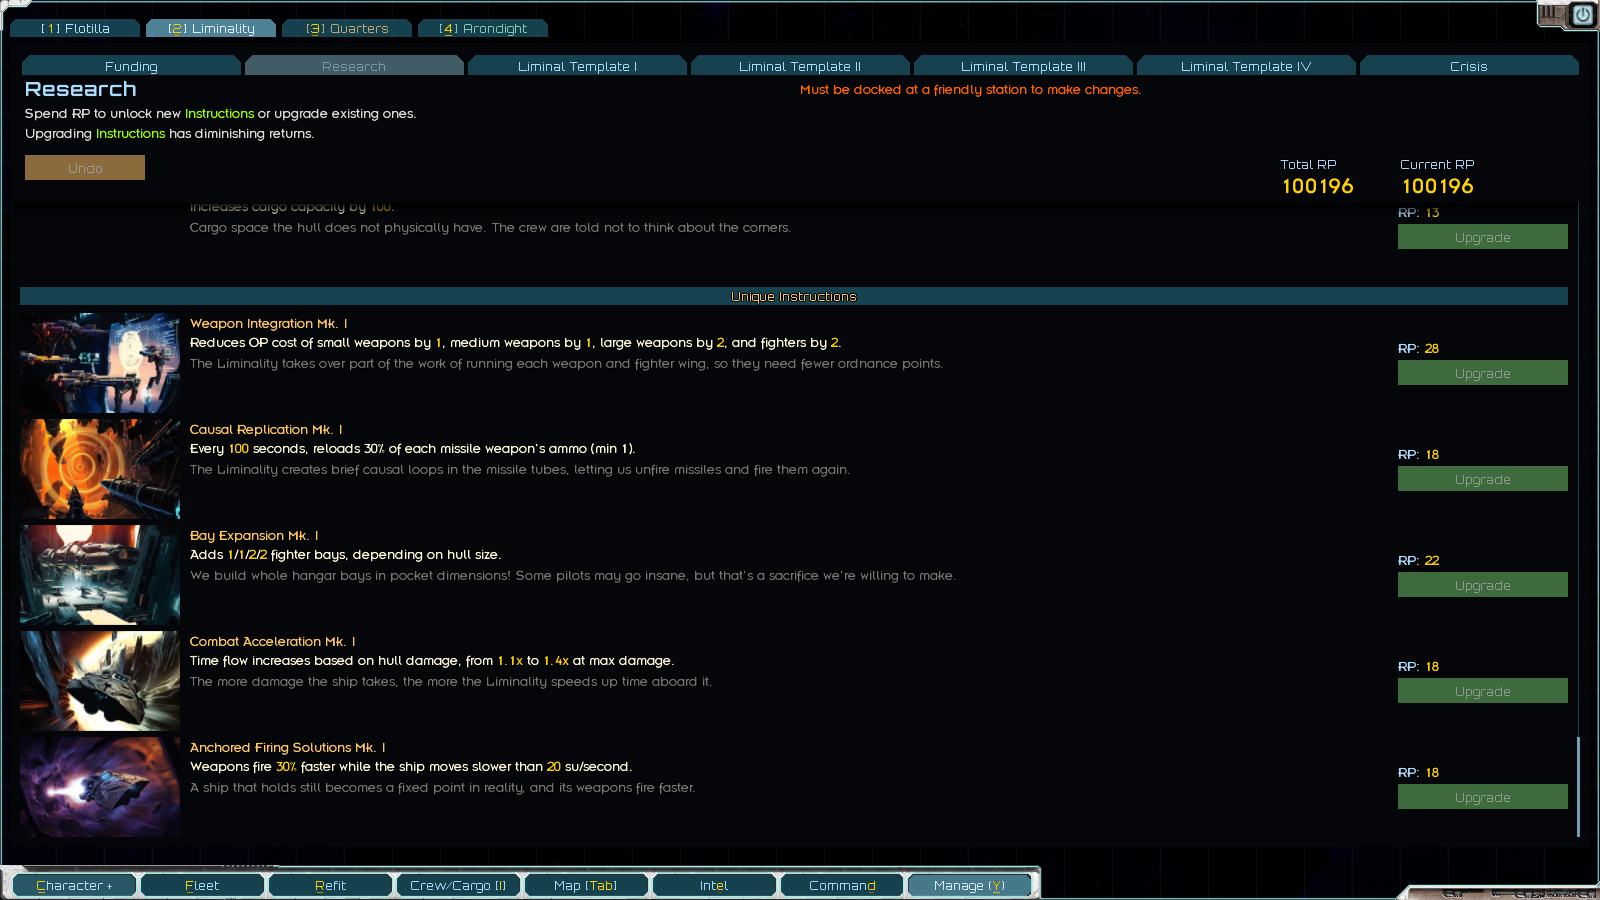 [1] Flotilla
[2] Liminality
[3] Quarters
[4] Arondight
Funding
Research
Liminal Template I
Liminal Template II
Liminal Template III
Liminal Template IV
Crisis
Research
Must be docked at a friendly station to make changes.
Spend RP to unlock new Instructions or upgrade existing ones.
Upgrading Instructions has diminishing returns.
Undo
Total RP
Current RP
100196
100196
Increases cargo capacity by 100.
Cargo space the hull does not physically have. The crew are told not to think about the corners.
RP: 13
Upgrade
Unique Instructions
Weapon Integration Mk. I
Reduces OP cost of small weapons by 1, medium weapons by 1, large weapons by 2, and fighters by 2.
The Liminality takes over part of the work of running each weapon and fighter wing, so they need fewer ordnance points.
RP: 28
Upgrade
Causal Replication Mk. I
Every 100 seconds, reloads 30% of each missile weapon's ammo (min 1).
The Liminality creates brief causal loops in the missile tubes, letting us unfire missiles and fire them again.
RP: 18
Upgrade
Bay Expansion Mk. I
Adds 1/1/2/2 fighter bays, depending on hull size.
We build whole hangar bays in pocket dimensions! Some pilots may go insane, but that's a sacrifice we're willing to make.
RP: 22
Upgrade
Combat Acceleration Mk. I
Time flow increases based on hull damage, from 1.1x to 1.4x at max damage.
The more damage the ship takes, the more the Liminality speeds up time aboard it.
RP: 18
Upgrade
Anchored Firing Solutions Mk. I
Weapons fire 30% faster while the ship moves slower than 20 su/second.
A ship that holds still becomes a fixed point in reality, and its weapons fire faster.
RP: 18
Upgrade
Character +
Fleet
Refit
Crew/Cargo [I]
Map [Tab]
Intel
Command
Manage (Y)